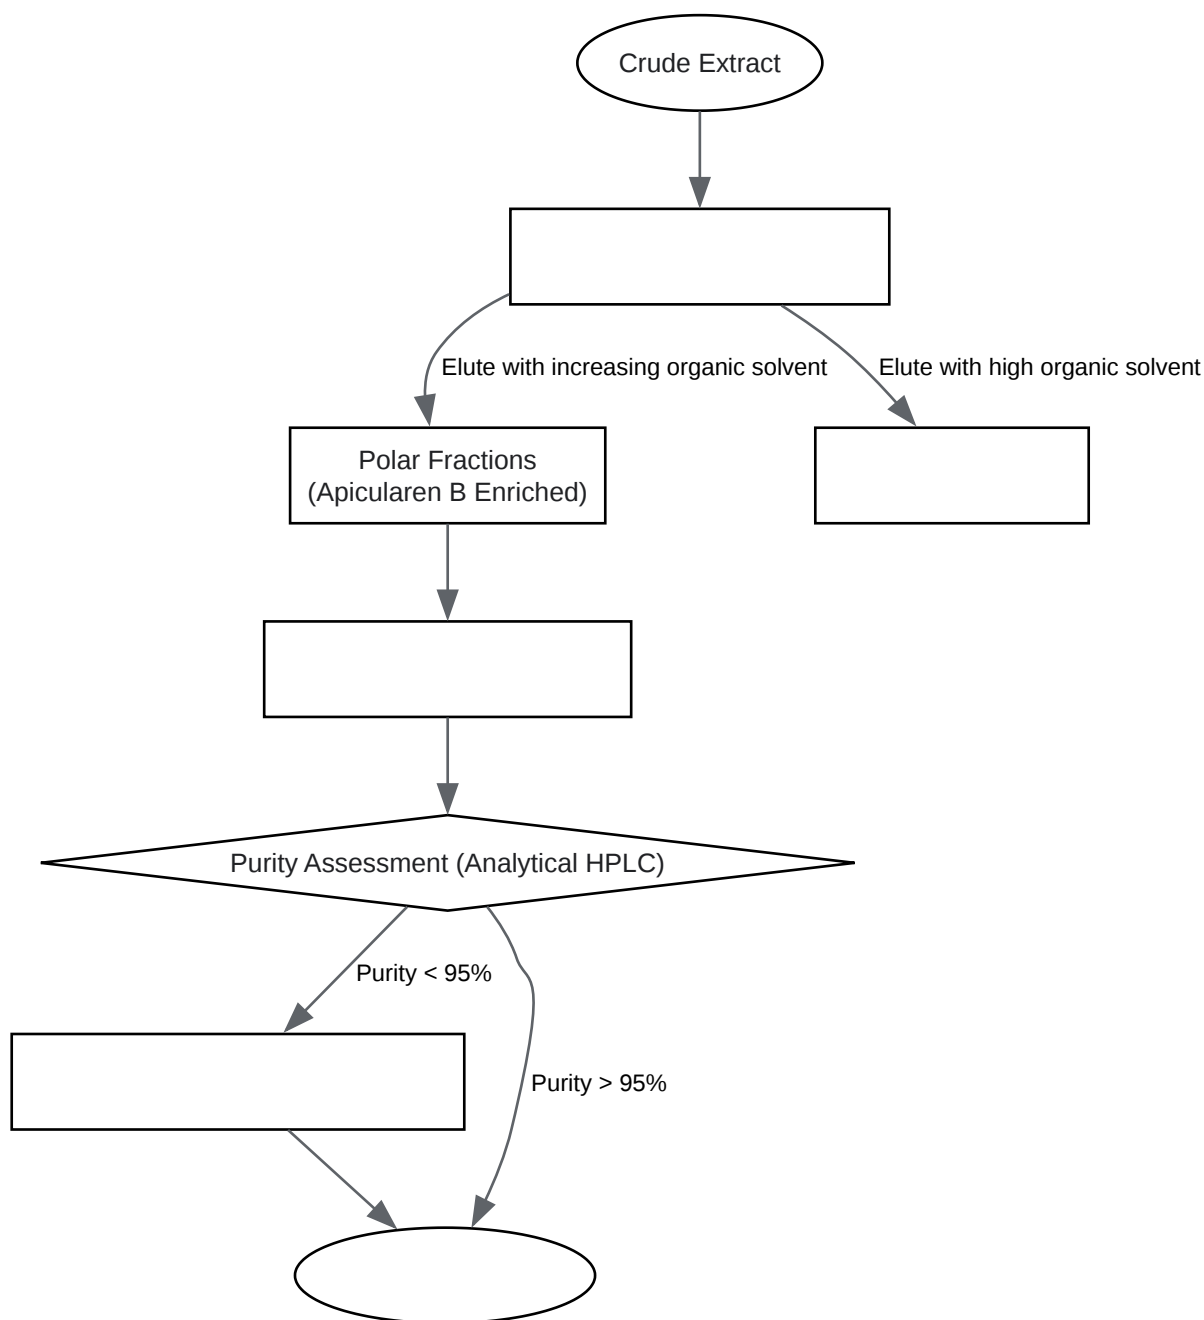 Crude Extract
Elute with increasing organic solvent
Elute with high organic solvent
Polar Fractions
(Apicularen B Enriched)
Purity Assessment (Analytical HPLC)
Purity < 95%
Purity > 95%